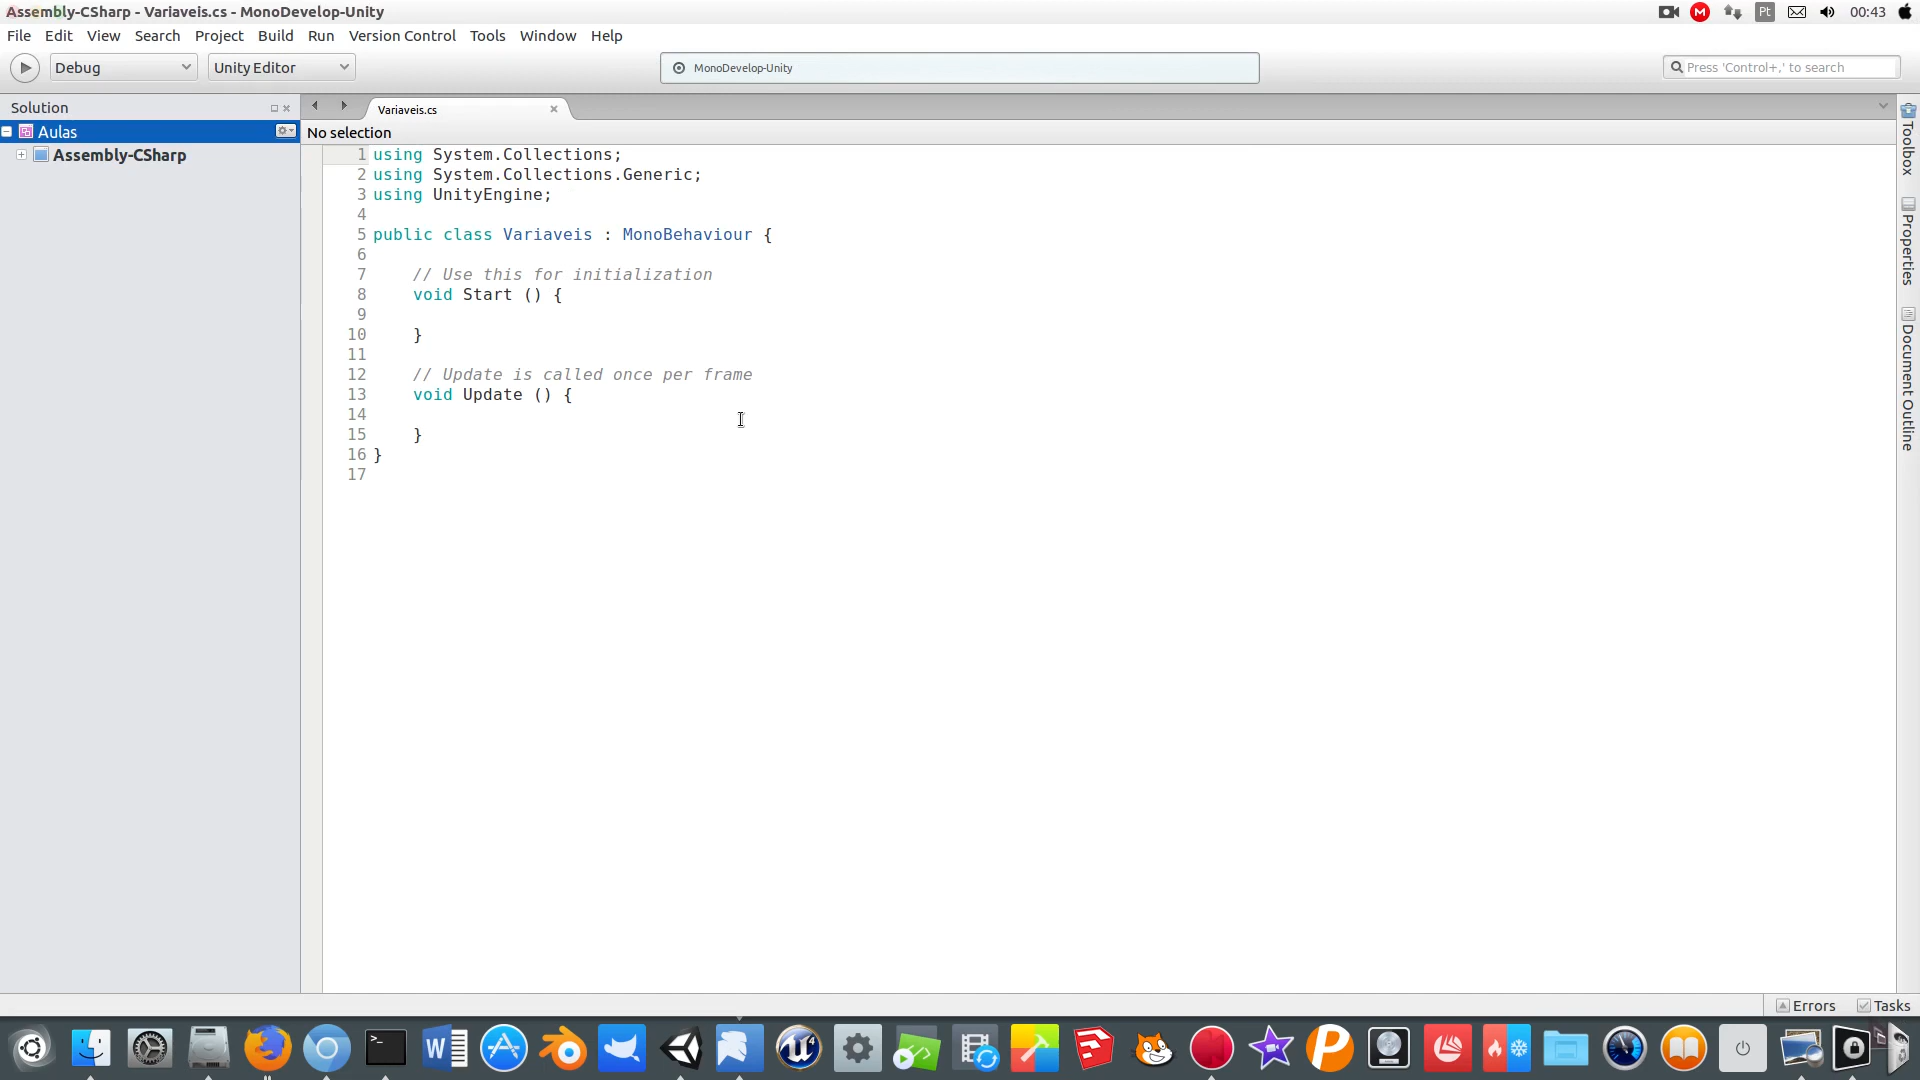 Assembly-CSharp - Variaveis.cs - MonoDevelop-Unity
M Pt 00:43
File Edit View Search Project Build Run Version Control Tools Window Help
Debug Unity Editor MonoDevelop-Unity Press 'Control+,' to search
Solution Variaveis.cs
Aulas No selection
Assembly-CSharp
1 using System.Collections;
2 using System.Collections.Generic;
3 using UnityEngine;
4
5 public class Variaveis : MonoBehaviour {
6
7 // Use this for initialization
8 void Start () {
9
10 }
11
12 // Update is called once per frame
13 void Update () {
14
15 }
16 }
17
Toolbox
Properties
Document Outline
Errors Tasks